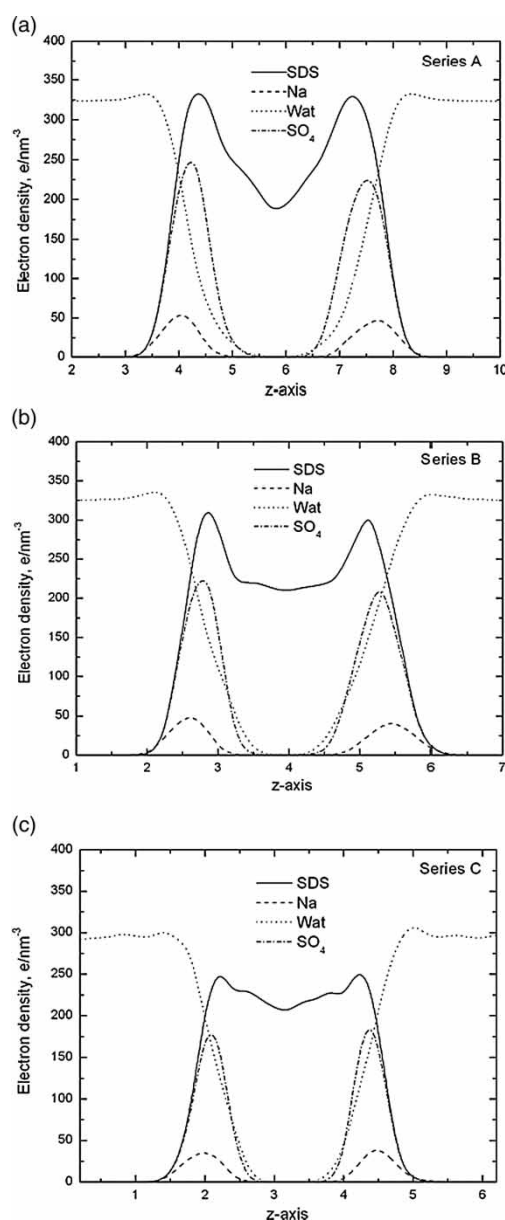 (a)
Series A
SDS
Na
Wat
SO4
Electron density, e/nm-3
400
350
300
250
200
150
100
50
0
2 3 4 5 6 7 8 9 10
z-axis
(b)
Series B
SDS
Na
Wat
SO4
Electron density, e/nm-3
400
350
300
250
200
150
100
50
0
1 2 3 4 5 6 7
z-axis
(c)
Series C
SDS
Na
Wat
SO4
Electron density, e/nm-3
400
350
300
250
200
150
100
50
0
1 2 3 4 5 6
z-axis